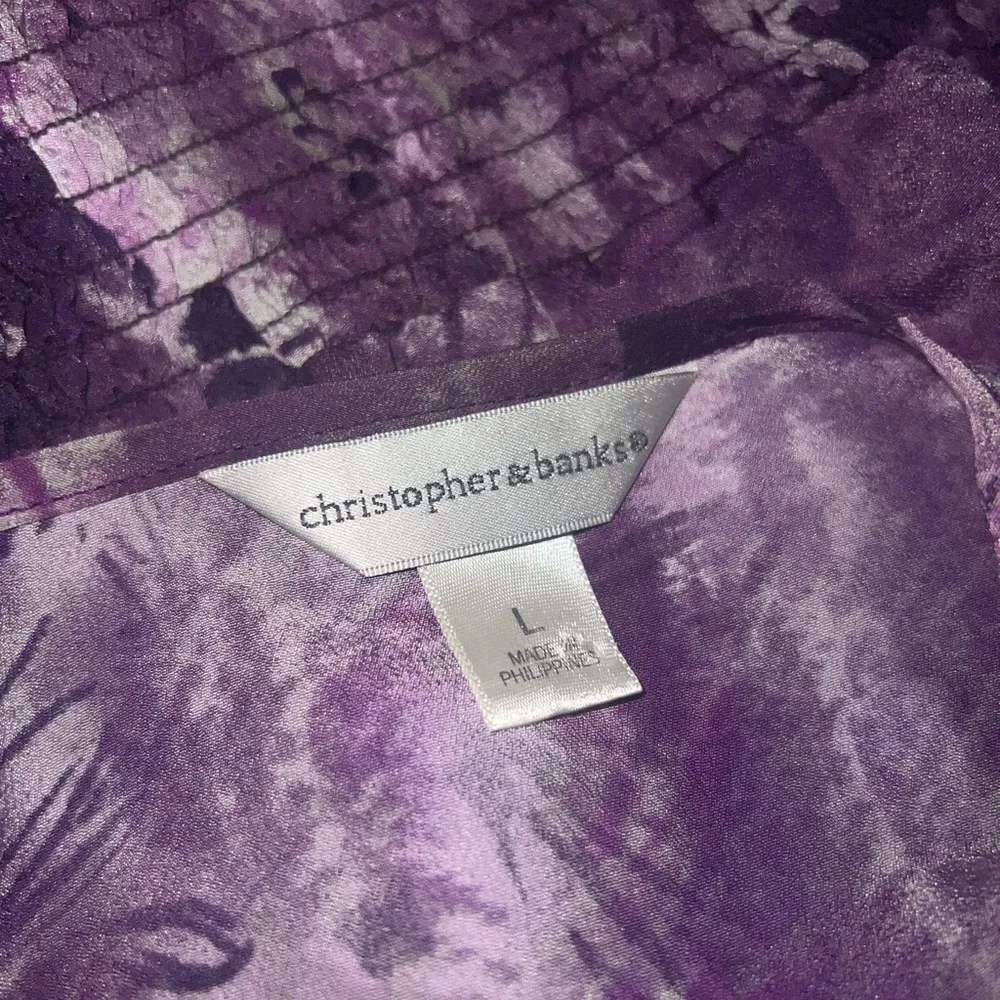 christopher & banks®
L
MADE IN
PHILIPPINES